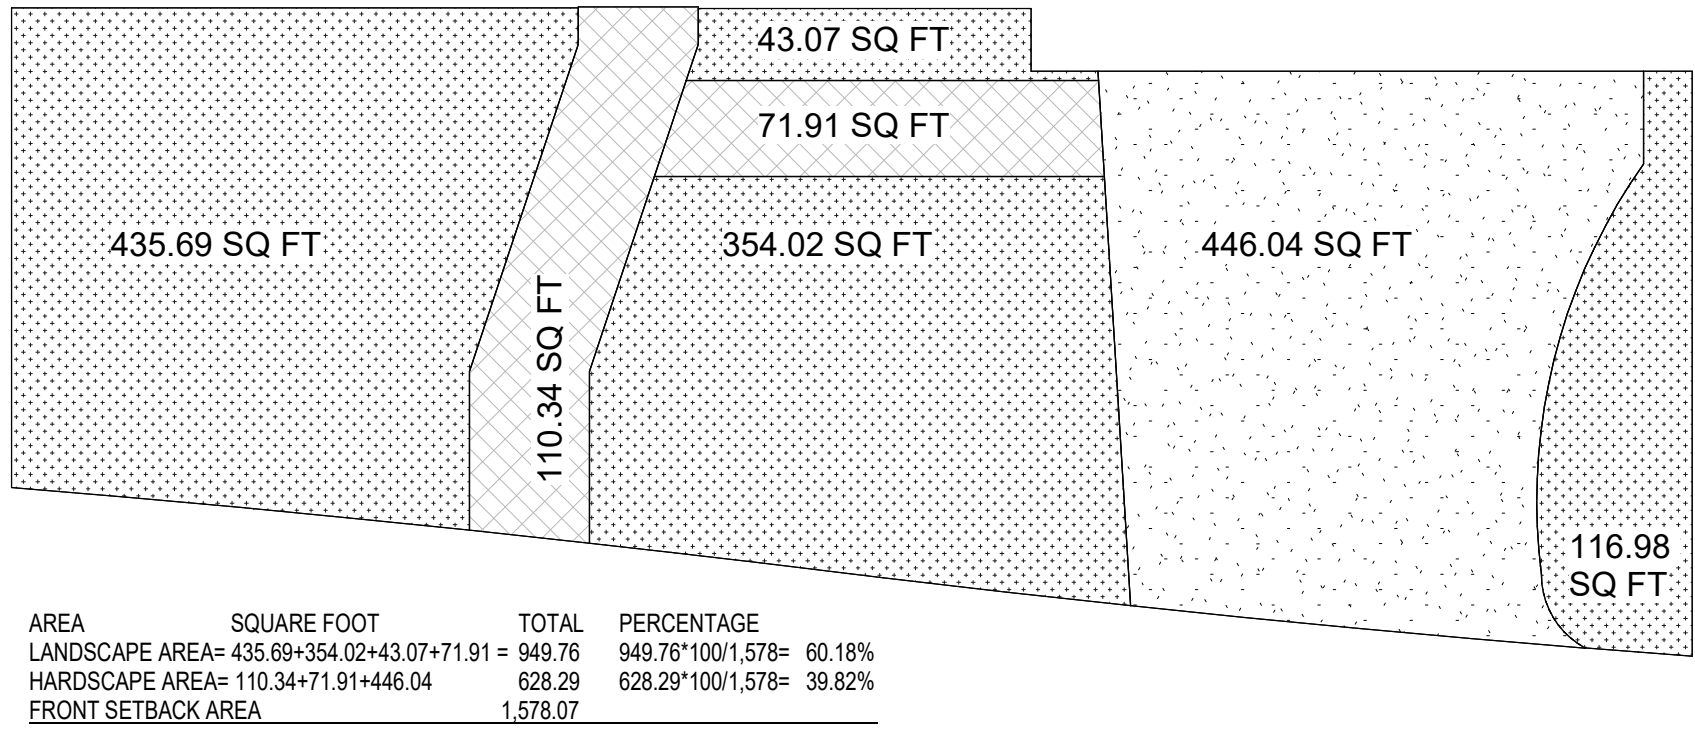 43.07 SQ FT
71.91 SQ FT
435.69 SQ FT
354.02 SQ FT
446.04 SQ FT
110.34 SQ FT
116.98
SQ FT
AREA SQUARE FOOT TOTAL PERCENTAGE
LANDSCAPE AREA= 435.69+354.02+43.07+71.91 = 949.76 949.76*100/1,578= 60.18%
HARDSCAPE AREA= 110.34+71.91+446.04 628.29 628.29*100/1,578= 39.82%
FRONT SETBACK AREA 1,578.07